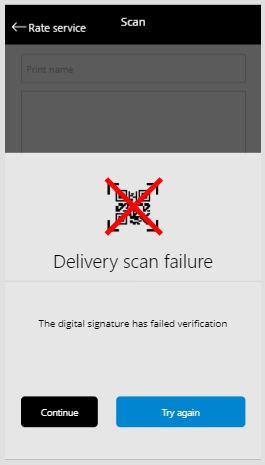 Scan
Rate service
Print name
Delivery scan failure
The digital signature has failed verification
Continue
Try again